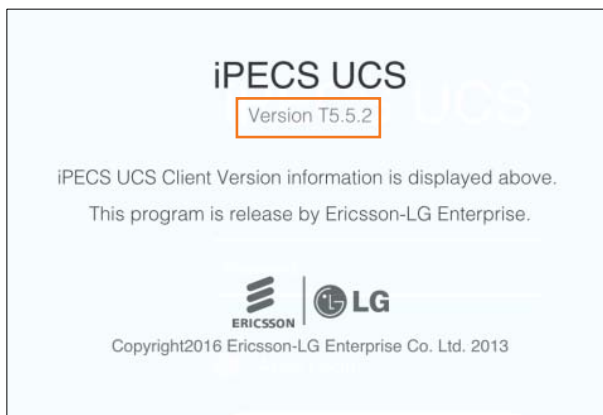 iPECS UCS
UCS
Version T5.5.2
iPECS UCS Client Version information is displayed above.
This program is release by Ericsson-LG Enterprise.
ERICSSON
LG
Copyright2016 Ericsson-LG Enterprise Co. Ltd. 2013